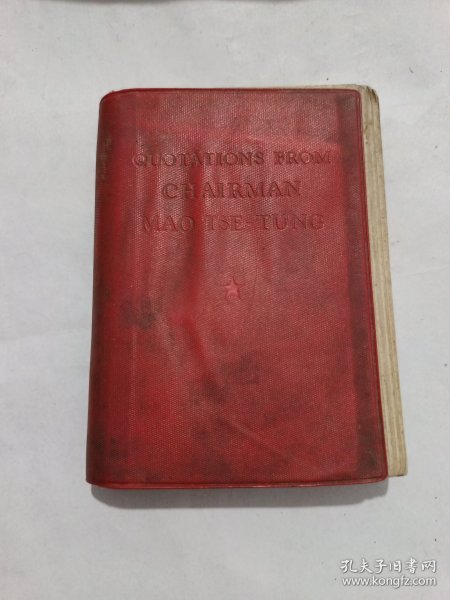 QUOTATIONS FROM
CHAIRMAN
MAO TSE-TUNG
孔夫子旧书网
www.kongfz.com